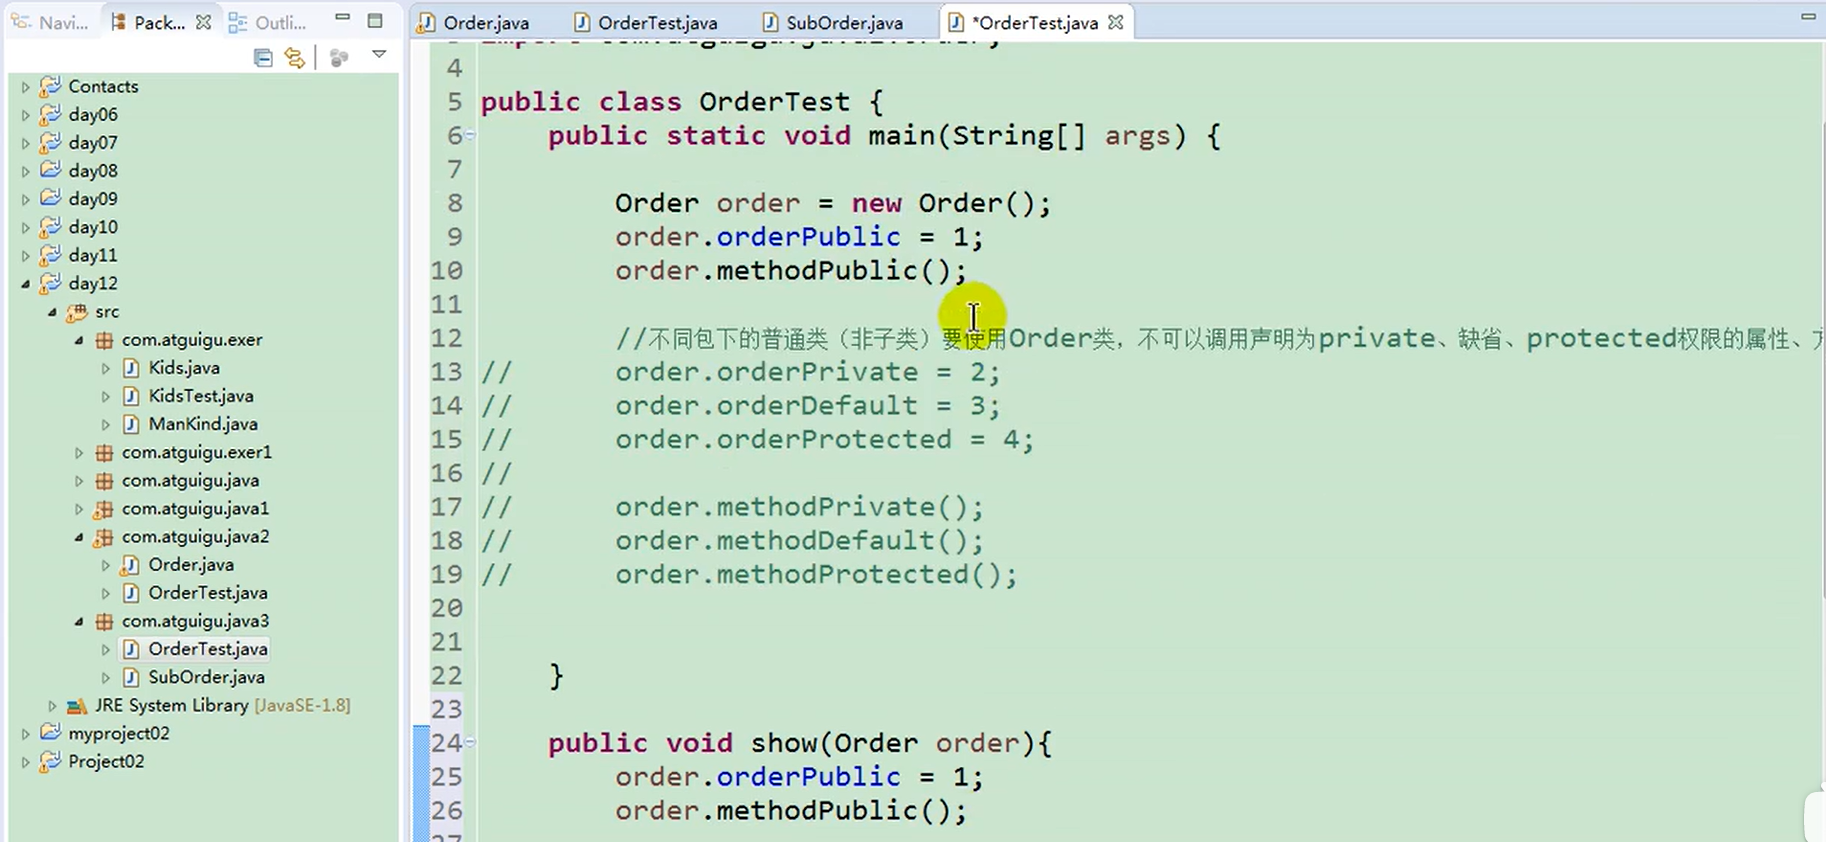 Navi...
Pack...
Outli...
Order.java
OrderTest.java
SubOrder.java
*OrderTest.java
Contacts
day06
day07
day08
day09
day10
day11
day12
src
com.atguigu.exer
Kids.java
KidsTest.java
ManKind.java
com.atguigu.exer1
com.atguigu.java
com.atguigu.java1
com.atguigu.java2
Order.java
OrderTest.java
com.atguigu.java3
OrderTest.java
SubOrder.java
JRE System Library [JavaSE-1.8]
myproject02
Project02
4
5 public class OrderTest {
6 public static void main(String[] args) {
7
8 Order order = new Order();
9 order.orderPublic = 1;
10 order.methodPublic();
11
12 //不同包下的普通类（非子类）要使用Order类，不可以调用声明为private、缺省、protected权限的属性、
13 // order.orderPrivate = 2;
14 // order.orderDefault = 3;
15 // order.orderProtected = 4;
16 //
17 // order.methodPrivate();
18 // order.methodDefault();
19 // order.methodProtected();
20
21
22 }
23
24 public void show(Order order){
25 order.orderPublic = 1;
26 order.methodPublic();